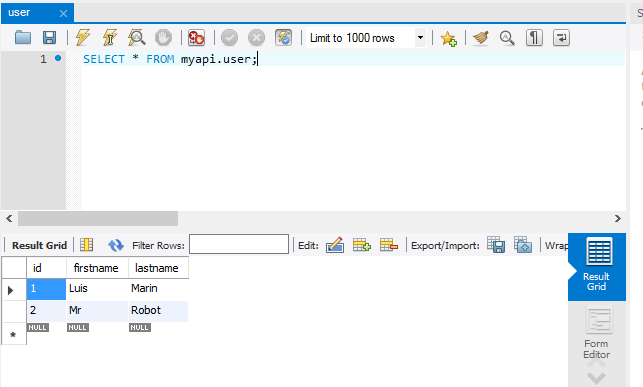 user
Limit to 1000 rows
1 SELECT * FROM myapi.user;
Result Grid Filter Rows: Edit: Export/Import: Wrap
id firstname lastname
1 Luis Marin
2 Mr Robot
NULL NULL NULL
Result
Grid
Form
Editor